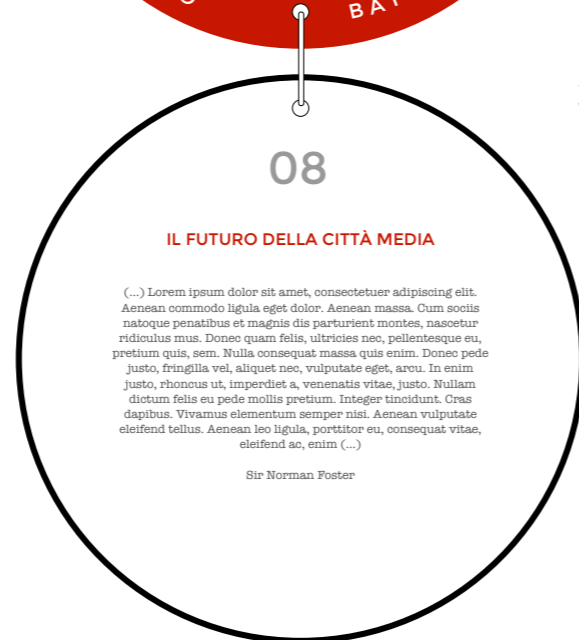 BAT
08
IL FUTURO DELLA CITTÀ MEDIA
(...) Lorem ipsum dolor sit amet, consectetuer adipiscing elit.
Aenean commodo ligula eget dolor. Aenean massa. Cum sociis
natoque penatibus et magnis dis parturient montes, nascetur
ridiculus mus. Donec quam felis, ultricies nec, pellentesque eu,
pretium quis, sem. Nulla consequat massa quis enim. Donec pede
justo, fringilla vel, aliquet nec, vulputate eget, arcu. In enim
justo, rhoncus ut, imperdiet a, venenatis vitae, justo. Nullam
dictum felis eu pede mollis pretium. Integer tincidunt. Cras
dapibus. Vivamus elementum semper nisi. Aenean vulputate
eleifend tellus. Aenean leo ligula, porttitor eu, consequat vitae,
eleifend ac, enim (...)
Sir Norman Foster